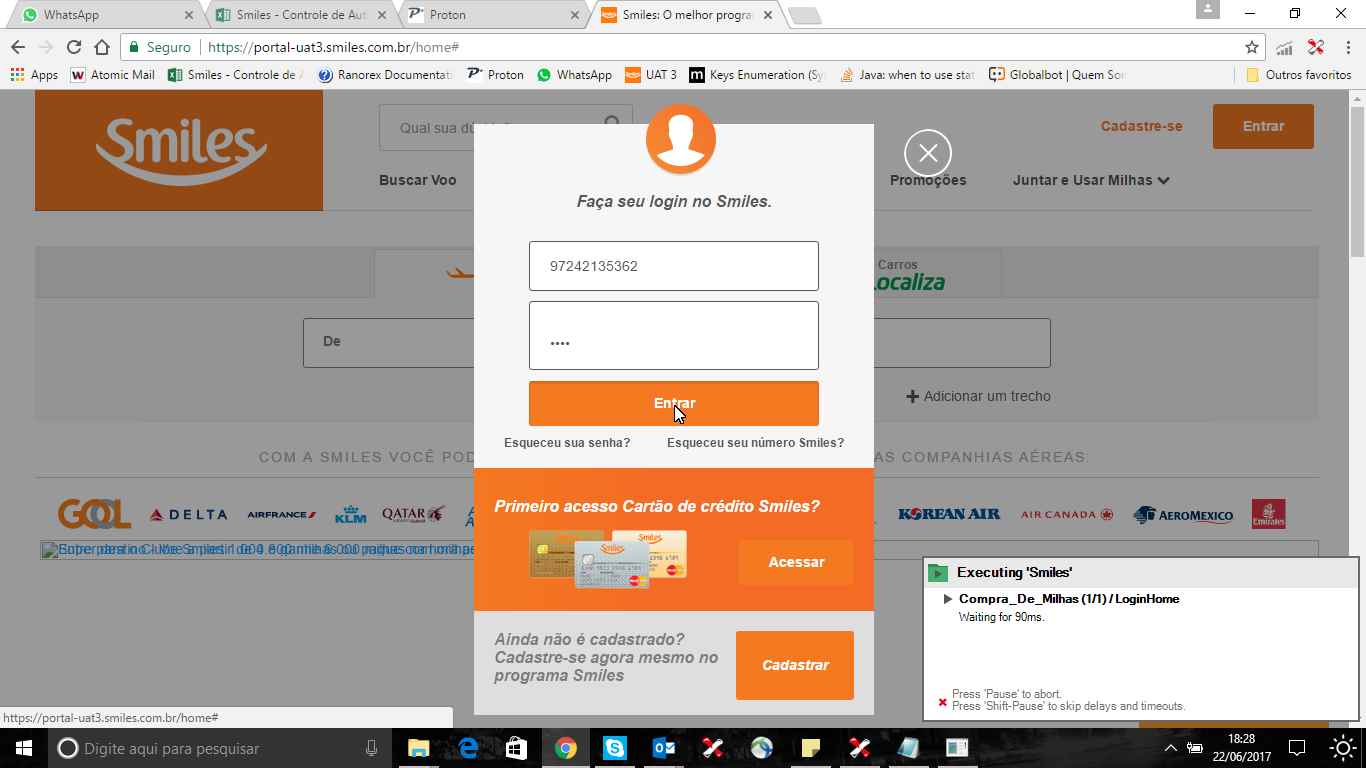 WhatsApp
Smiles - Controle de Aut
Proton
Smiles: O melhor progra
Seguro
https://portal-uat3.smiles.com.br/home#
Apps
Atomic Mail
Smiles - Controle de A
Ranorex Documentati
Proton
WhatsApp
UAT 3
Keys Enumeration (Sy
Java: when to use stat
Globalbot | Quem Son
Outros favoritos
Smiles
Qual sua dú
Cadastre-se
Entrar
Buscar Voo
Promoções
Juntar e Usar Milhas
Faça seu login no Smiles.
97242135362
••••
Entrar
Esqueceu sua senha?
Esqueceu seu número Smiles?
Carros
Localiza
De
Adicionar um trecho
COM A SMILES VOCÊ POD
AS COMPANHIAS AÉREAS:
GOL
DELTA
AIRFRANCE
KLM
QATAR
KOREAN AIR
AIR CANADA
AEROMEXICO
Emirates
Primeiro acesso Cartão de crédito Smiles?
Smiles
Smiles
Acessar
Ainda não é cadastrado?
Cadastre-se agora mesmo no
programa Smiles
Cadastrar
Executing 'Smiles'
Compra_De_Milhas (1/1) / LoginHome
Waiting for 90ms.
Press 'Pause' to abort.
Press 'Shift-Pause' to skip delays and timeouts.
https://portal-uat3.smiles.com.br/home#
Digite aqui para pesquisar
18:28
22/06/2017